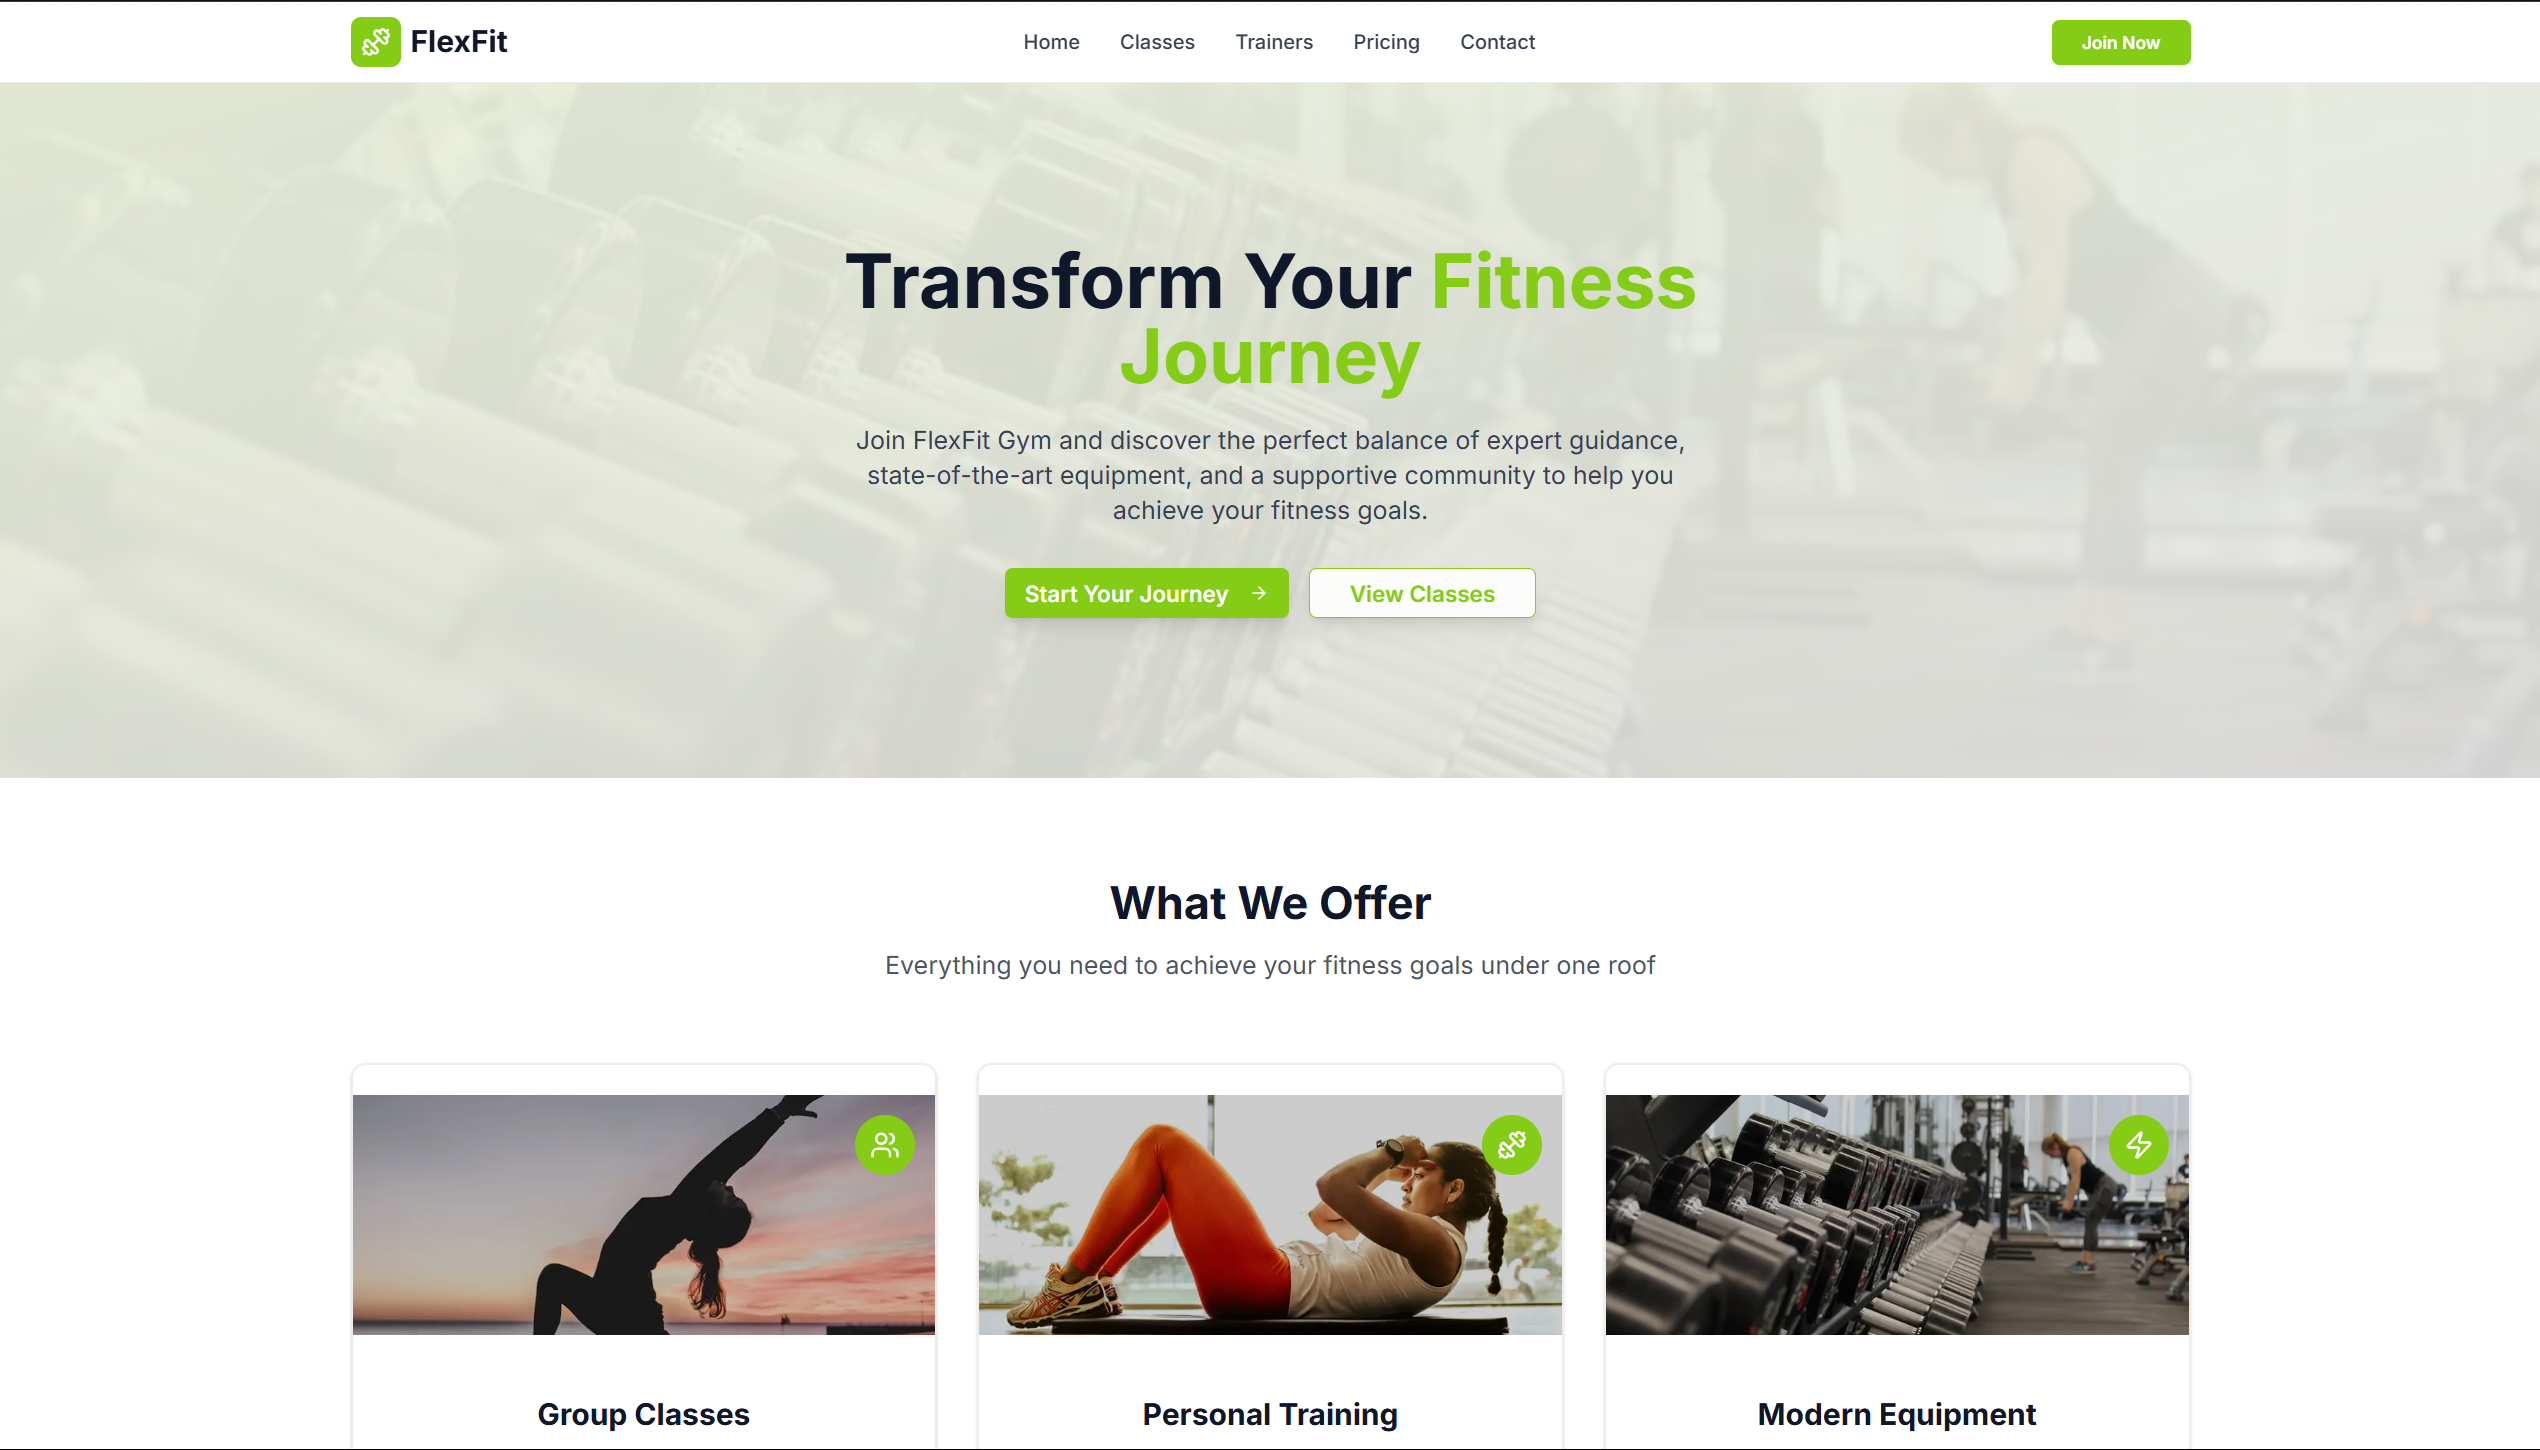 FlexFit
Home
Classes
Trainers
Pricing
Contact
Join Now
Transform Your Fitness
Journey
Join FlexFit Gym and discover the perfect balance of expert guidance,
state-of-the-art equipment, and a supportive community to help you
achieve your fitness goals.
Start Your Journey
View Classes
What We Offer
Everything you need to achieve your fitness goals under one roof
Group Classes
Personal Training
Modern Equipment